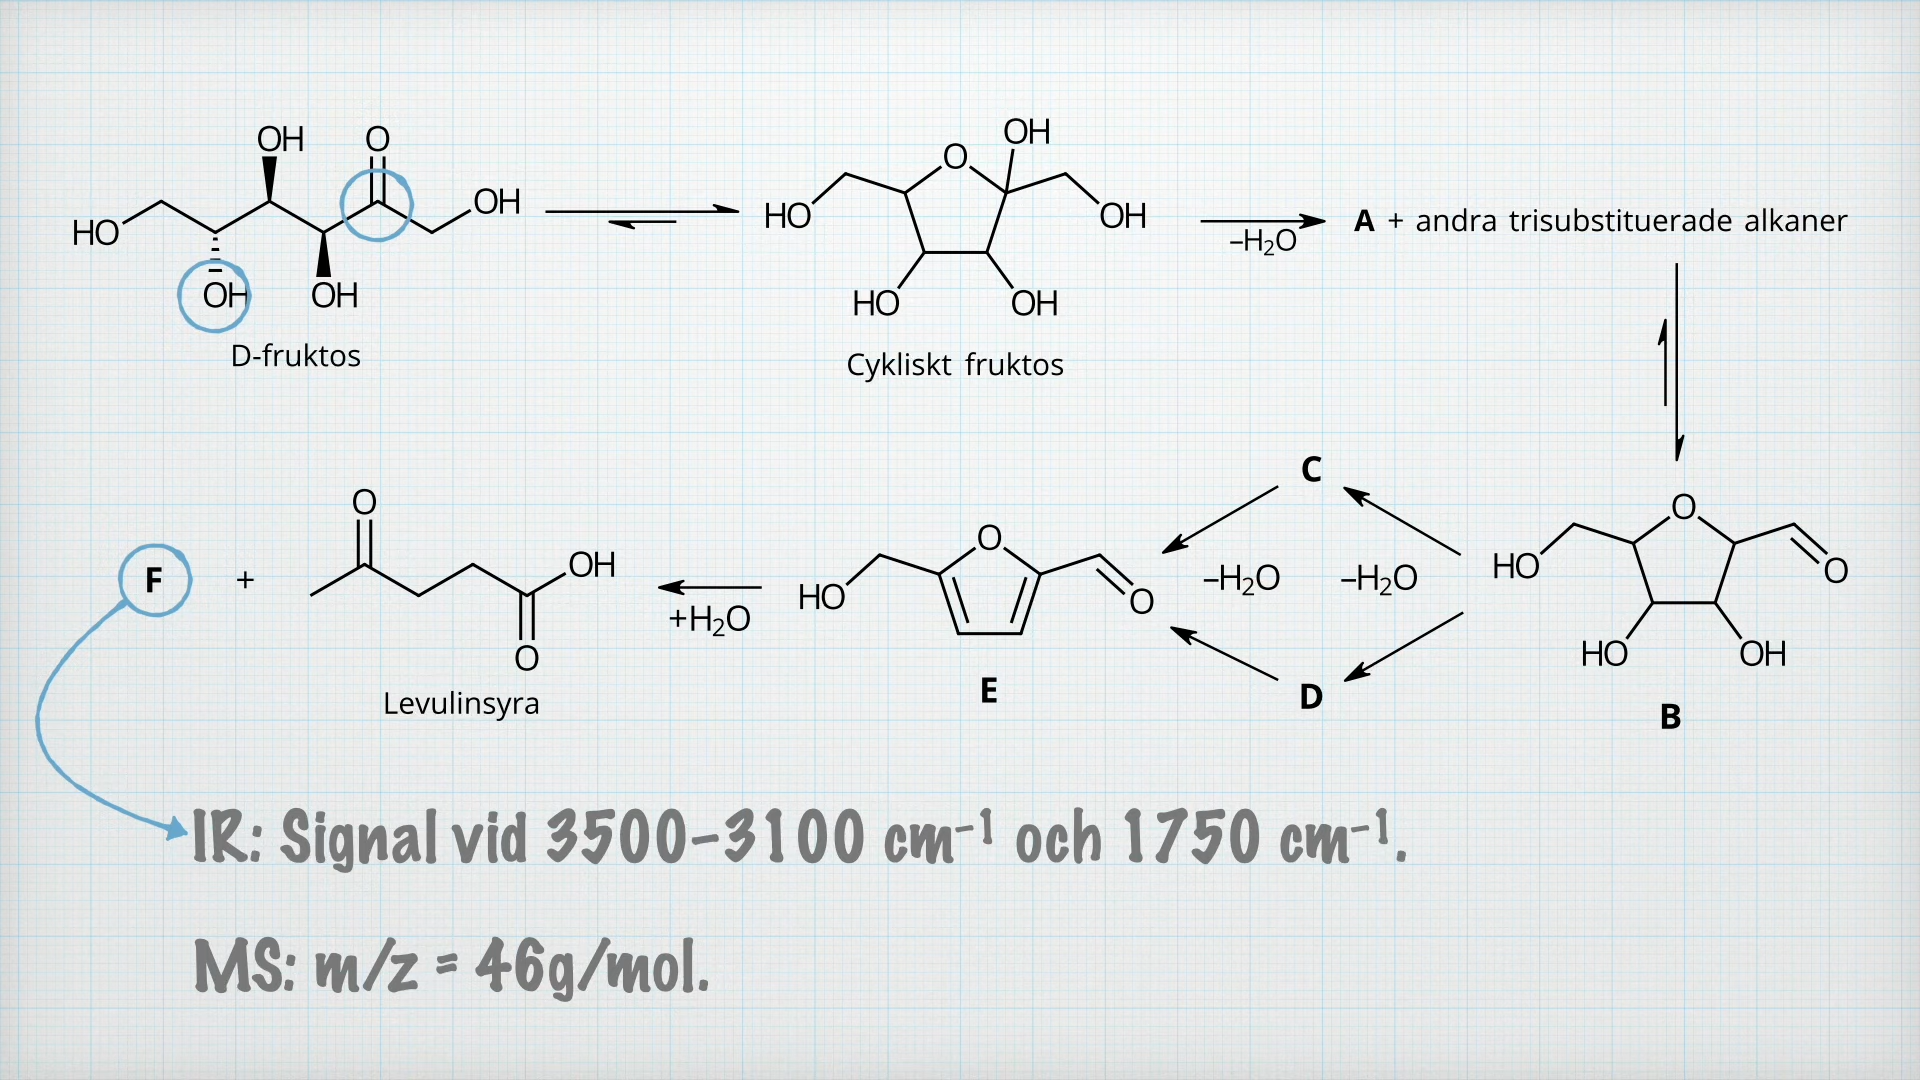 OH O
HO OH
OH OH
D-fruktos
OH
O
HO OH
HO OH
Cykliskt fruktos
–H2O
A + andra trisubstituerade alkaner
C
O
HO O
HO OH
B
–H2O –H2O
D
O
HO O
E
+H2O
F + O
OH
O
Levulinsyra
IR: Signal vid 3500–3100 cm⁻¹ och 1750 cm⁻¹.
MS: m/z = 46g/mol.